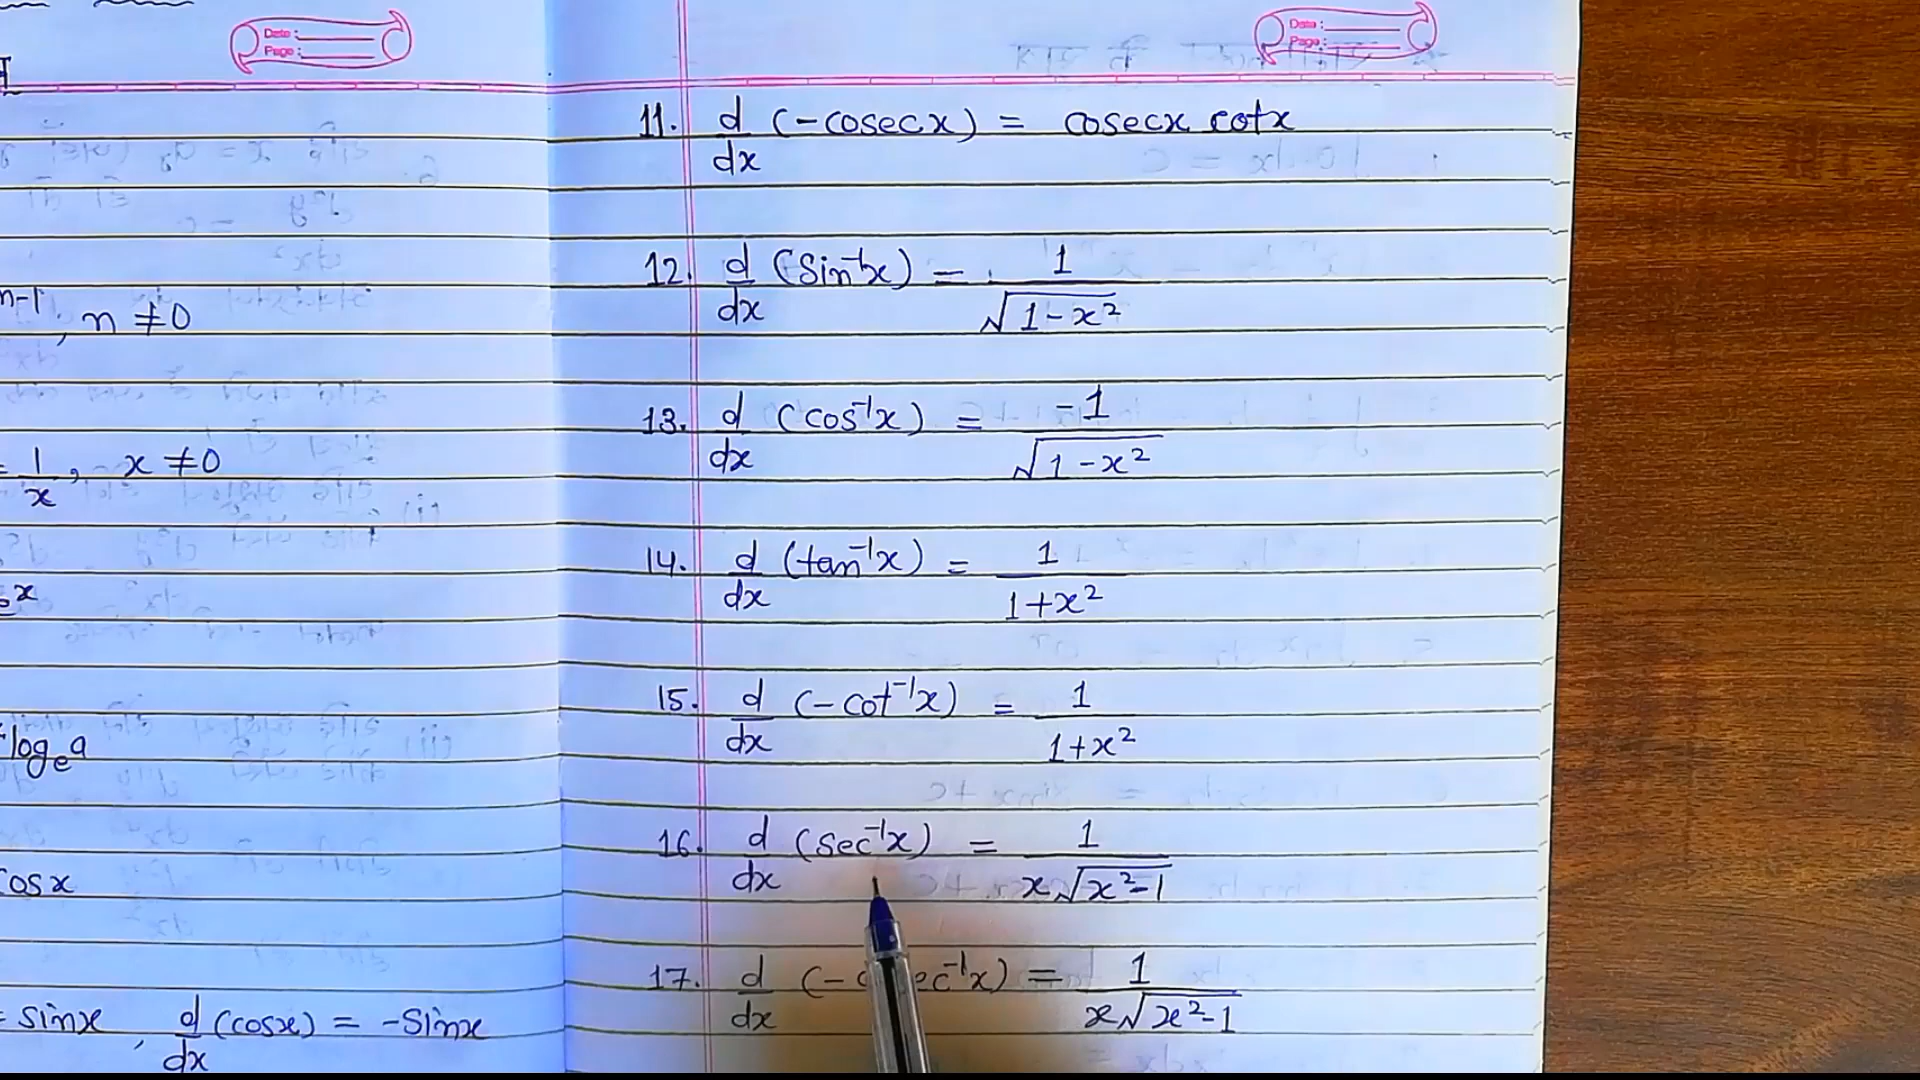 Date :
Page :
n-1, n ≠ 0
= 1/x, x ≠ 0
x
log_e a
cosx
= sinx, d/dx (cosx) = -sinx
Date :
Page :
11. d/dx (-cosecx) = cosecx cotx
12. d/dx (sin⁻¹x) = 1/√(1-x²)
13. d/dx (cos⁻¹x) = -1/√(1-x²)
14. d/dx (tan⁻¹x) = 1/(1+x²)
15. d/dx (-cot⁻¹x) = 1/(1+x²)
16. d/dx (sec⁻¹x) = 1/(x√(x²-1))
17. d/dx (-c ec⁻¹x) = 1/(x√(x²-1))